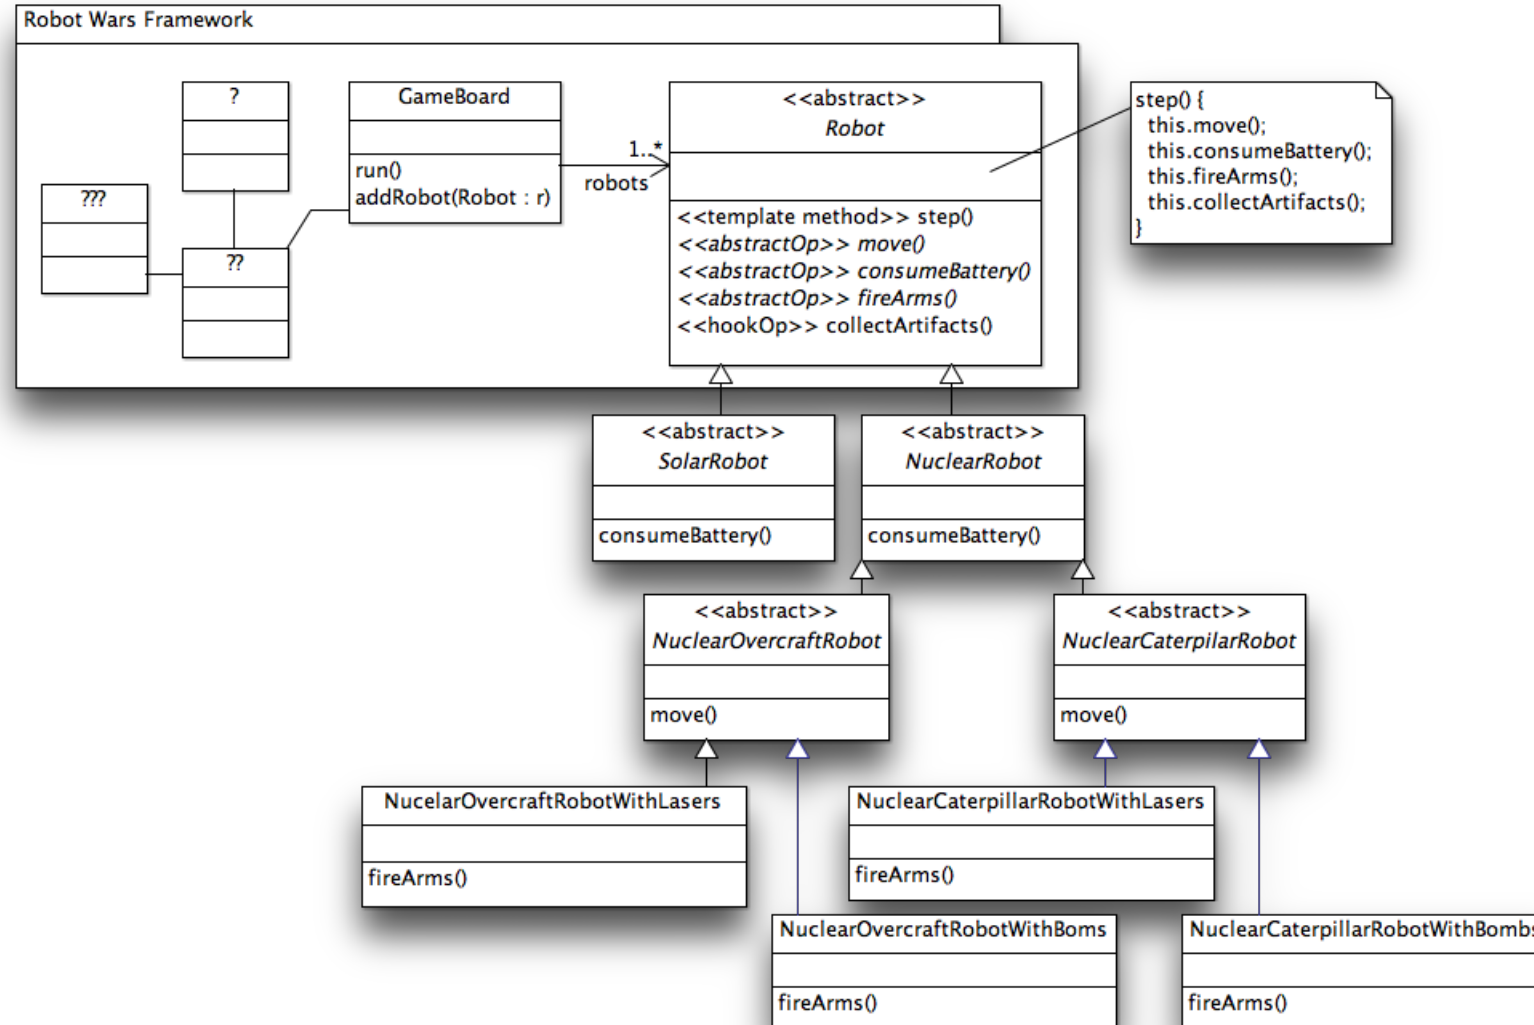 Robot Wars Framework
?
GameBoard
run()
addRobot(Robot : r)
???
??
1..*
robots
<<abstract>>
Robot
<<template method>> step()
<<abstractOp>> move()
<<abstractOp>> consumeBattery()
<<abstractOp>> fireArms()
<<hookOp>> collectArtifacts()
step() {
this.move();
this.consumeBattery();
this.fireArms();
this.collectArtifacts();
}
<<abstract>>
SolarRobot
consumeBattery()
<<abstract>>
NuclearRobot
consumeBattery()
<<abstract>>
NuclearOvercraftRobot
move()
<<abstract>>
NuclearCaterpilarRobot
move()
NucelarOvercraftRobotWithLasers
fireArms()
NuclearCaterpillarRobotWithLasers
fireArms()
NuclearOvercraftRobotWithBoms
fireArms()
NuclearCaterpillarRobotWithBombs
fireArms()